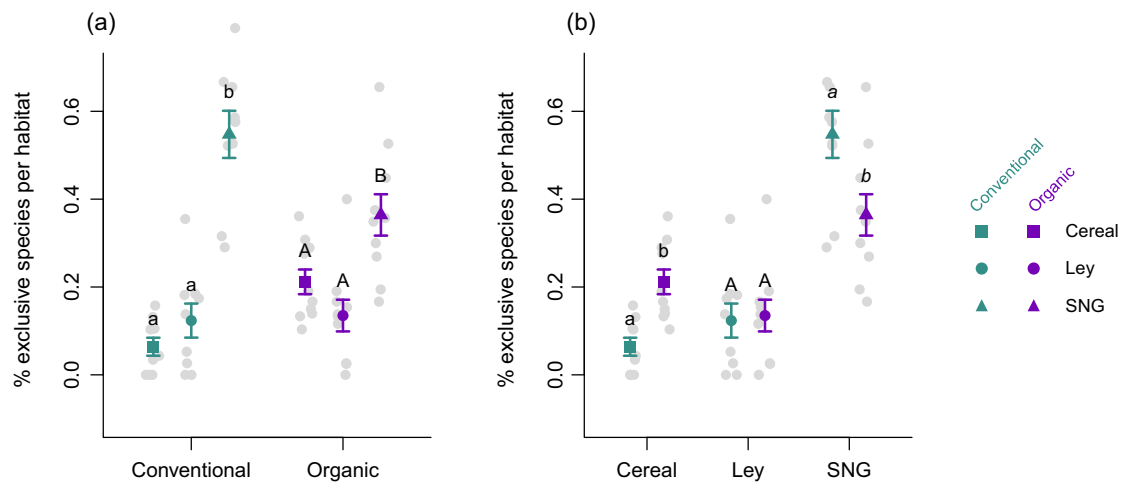 (a)
% exclusive species per habitat
0.0
0.2
0.4
0.6
a
a
b
A
A
B
Conventional
Organic
(b)
% exclusive species per habitat
0.0
0.2
0.4
0.6
a
b
A
A
a
b
Cereal
Ley
SNG
Conventional
Organic
Cereal
Ley
SNG